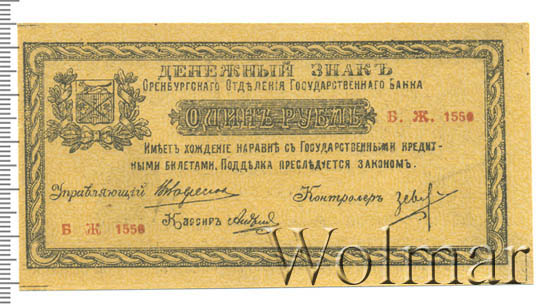 ДЕНЕЖНЫЙ ЗНАКЪ
ОРЕНБУРГСКАГО ОТДѢЛЕНІЯ ГОСУДАРСТВЕННАГО БАНКА
ОДИНЪ РУБЛЬ
Б. Ж. 1550
ИМѢЕТЪ ХОЖДЕНІЕ НАРАВНѢ СЪ ГОСУДАРСТВЕННЫМИ КРЕДИТ-
НЫМИ БИЛЕТАМИ. ПОДДѢЛКА ПРЕСЛѢДУЕТСЯ ЗАКОНОМЪ.
Управляющій
Контролеръ
Кассиръ
Б Ж 1550
Wolmar